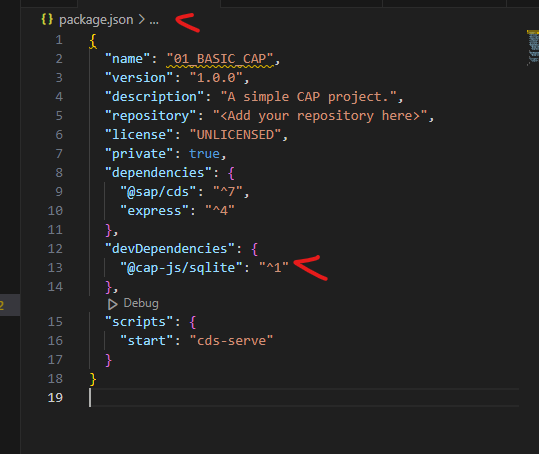 {} package.json > ...
1 {
2 "name": "01_BASIC_CAP",
3 "version": "1.0.0",
4 "description": "A simple CAP project.",
5 "repository": "<Add your repository here>",
6 "license": "UNLICENSED",
7 "private": true,
8 "dependencies": {
9 "@sap/cds": "^7",
10 "express": "^4"
11 },
12 "devDependencies": {
13 "@cap-js/sqlite": "^1"
14 },
Debug
15 "scripts": {
16 "start": "cds-serve"
17 }
18 }
19